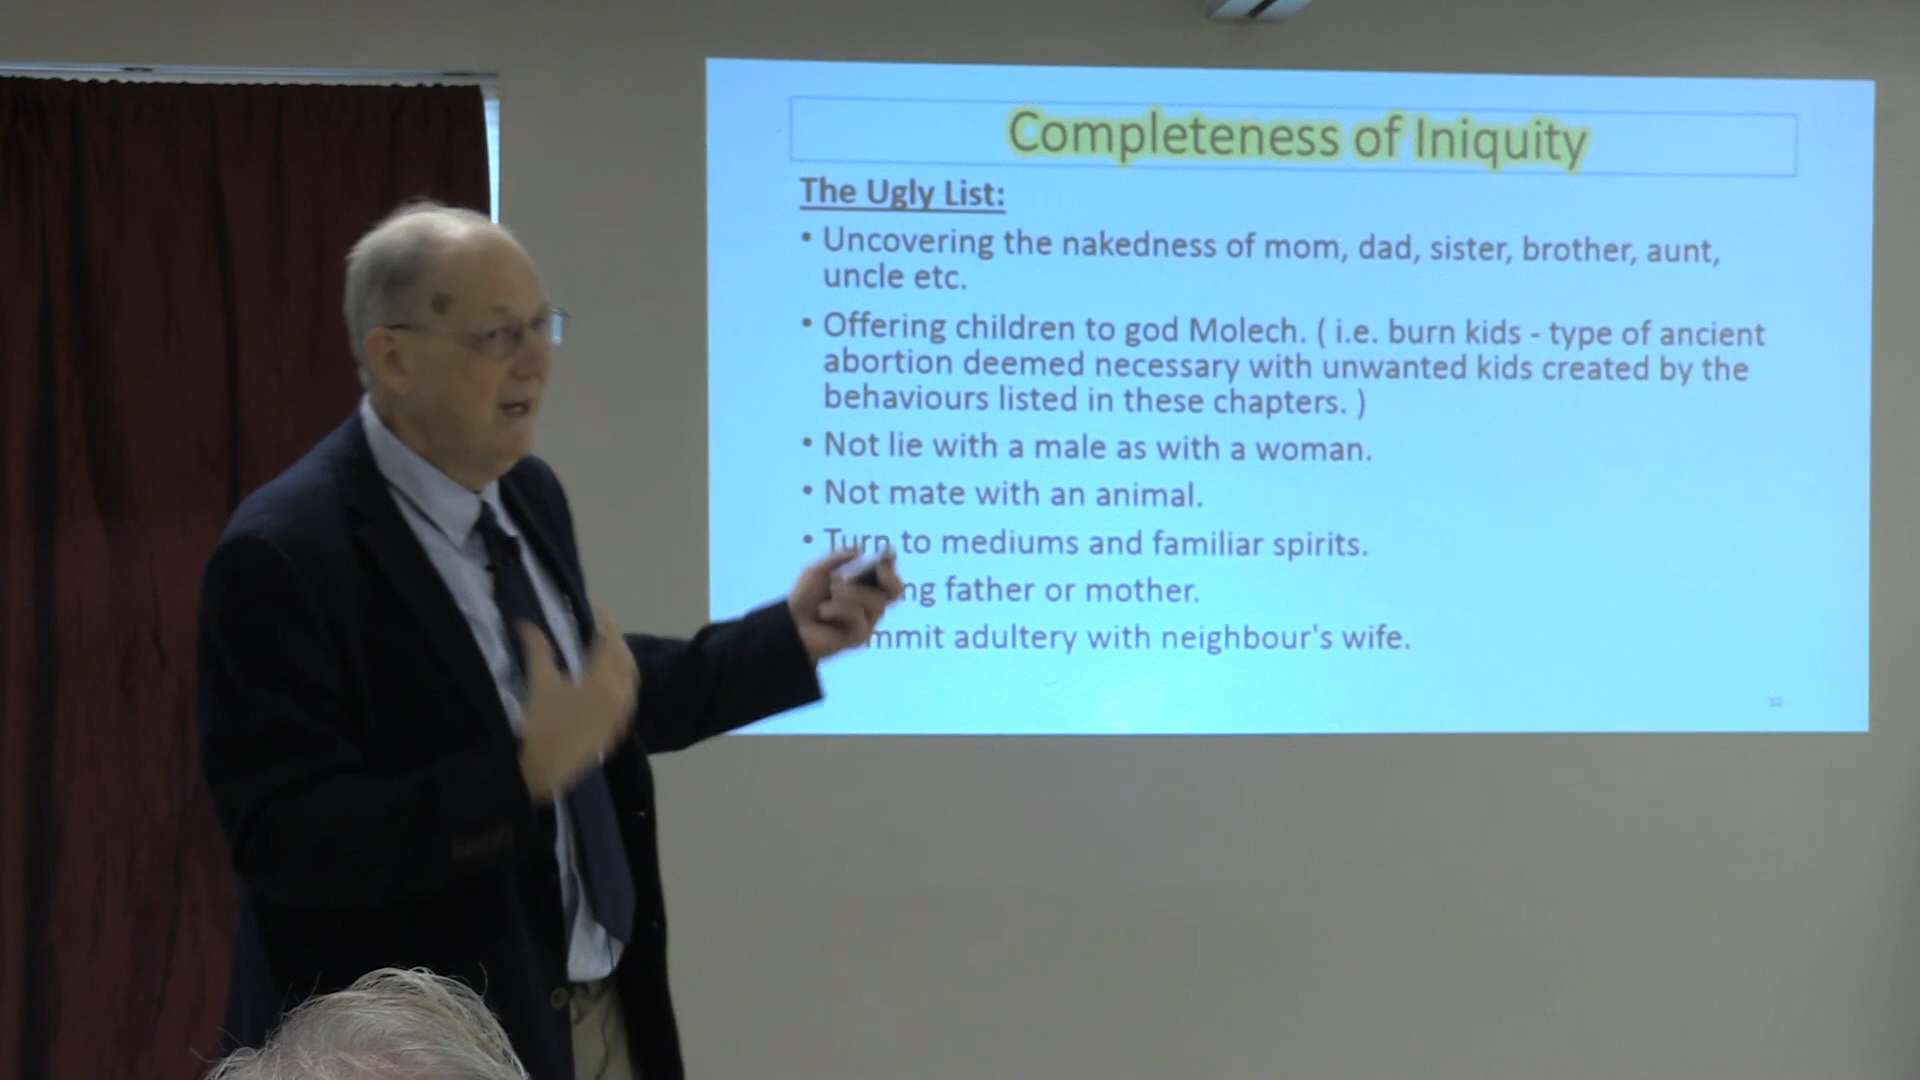 Completeness of Iniquity
The Ugly List:
• Uncovering the nakedness of mom, dad, sister, brother, aunt,
uncle etc.
• Offering children to god Molech. ( i.e. burn kids - type of ancient
abortion deemed necessary with unwanted kids created by the
behaviours listed in these chapters. )
• Not lie with a male as with a woman.
• Not mate with an animal.
• Turn to mediums and familiar spirits.
ng father or mother.
mmit adultery with neighbour's wife.
32